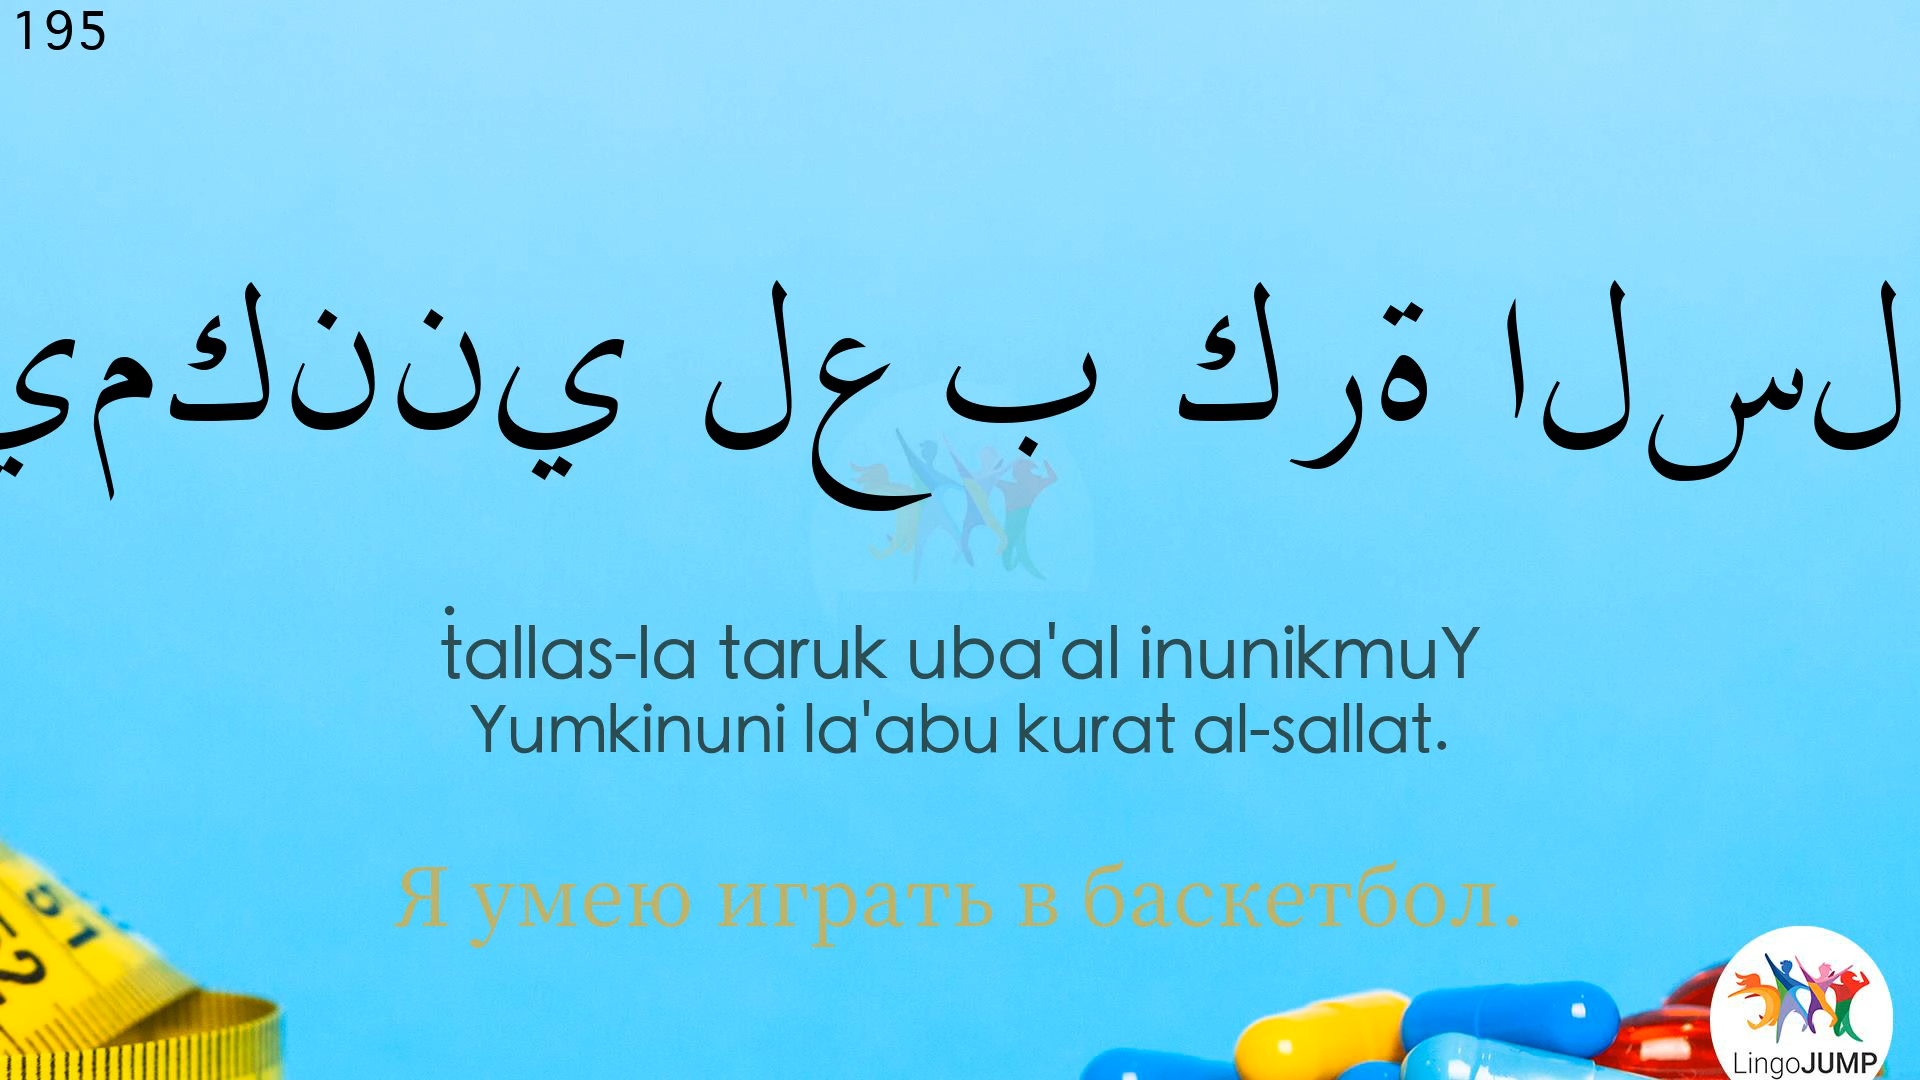 195
يمكنني لعب كرة السل
ṫallas-la taruk uba'al inunikmuY
Yumkinuni la'abu kurat al-sallat.
Я умею играть в баскетбол.
LingoJUMP